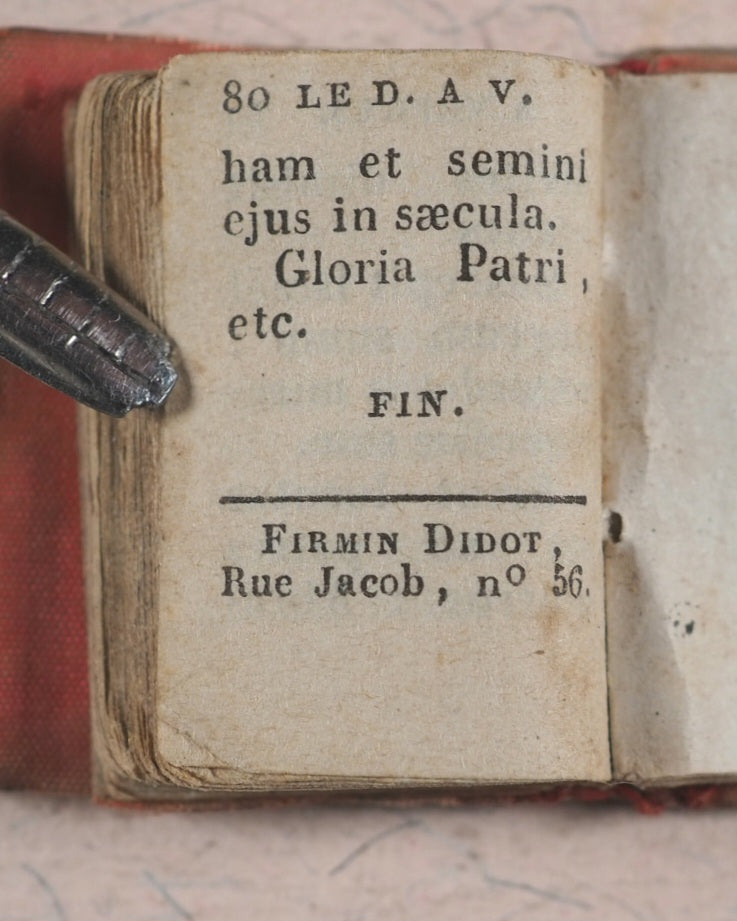 80 LE D. A V.
ham et semini
ejus in sæcula.
Gloria Patri,
etc.
FIN.
FIRMIN DIDOT,
Rue Jacob, nº 56.